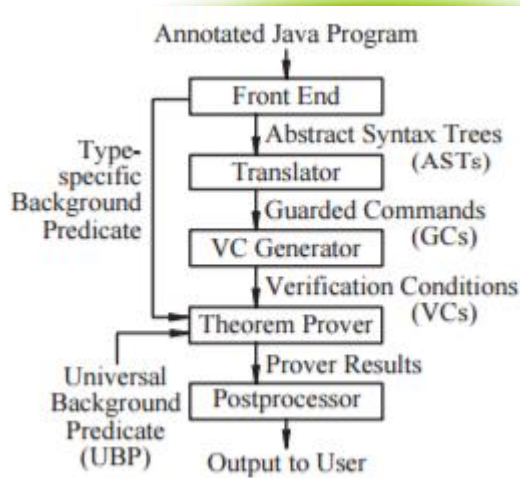 Annotated Java Program
Front End
Abstract Syntax Trees
(ASTs)
Type-
specific
Background
Predicate
Translator
Guarded Commands
(GCs)
VC Generator
Verification Conditions
(VCs)
Theorem Prover
Universal
Background
Predicate
(UBP)
Prover Results
Postprocessor
Output to User